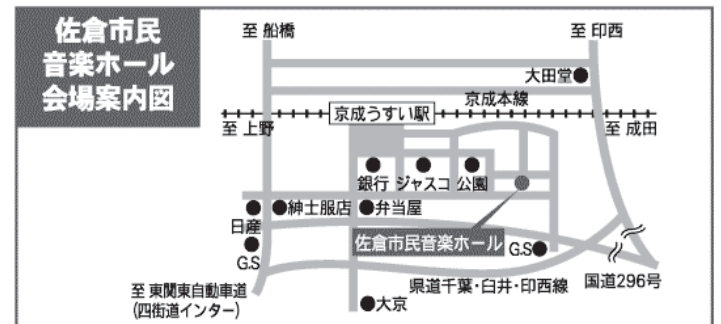 佐倉市民
音楽ホール
会場案内図
至 船橋
至 印西
大田堂
京成本線
京成うすい駅
至 上野
至 成田
銀行
ジャスコ
公園
紳士服店
弁当屋
日産
佐倉市民音楽ホール
G.S
G.S
県道千葉・臼井・印西線
国道296号
至 東関東自動車道
(四街道インター)
大京